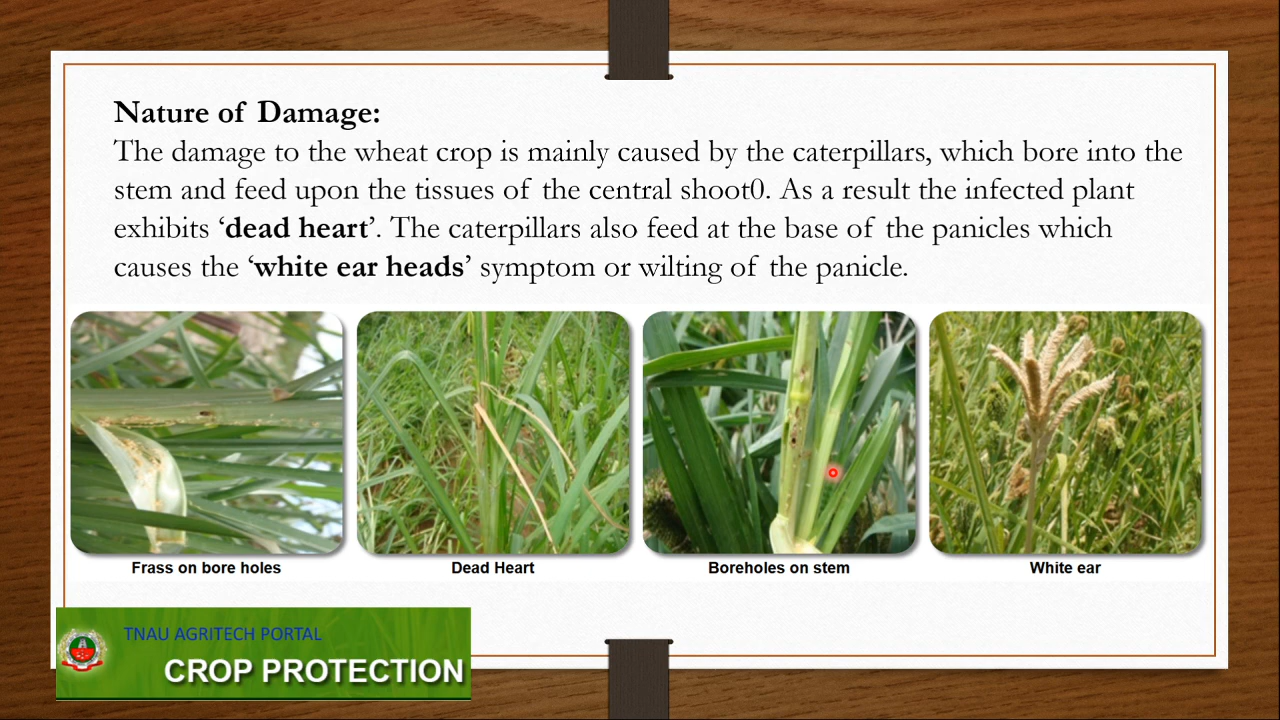 Nature of Damage:
The damage to the wheat crop is mainly caused by the caterpillars, which bore into the
stem and feed upon the tissues of the central shoot0. As a result the infected plant
exhibits ‘dead heart’. The caterpillars also feed at the base of the panicles which
causes the ‘white ear heads’ symptom or wilting of the panicle.
Frass on bore holes
Dead Heart
Boreholes on stem
White ear
TNAU AGRITECH PORTAL
CROP PROTECTION